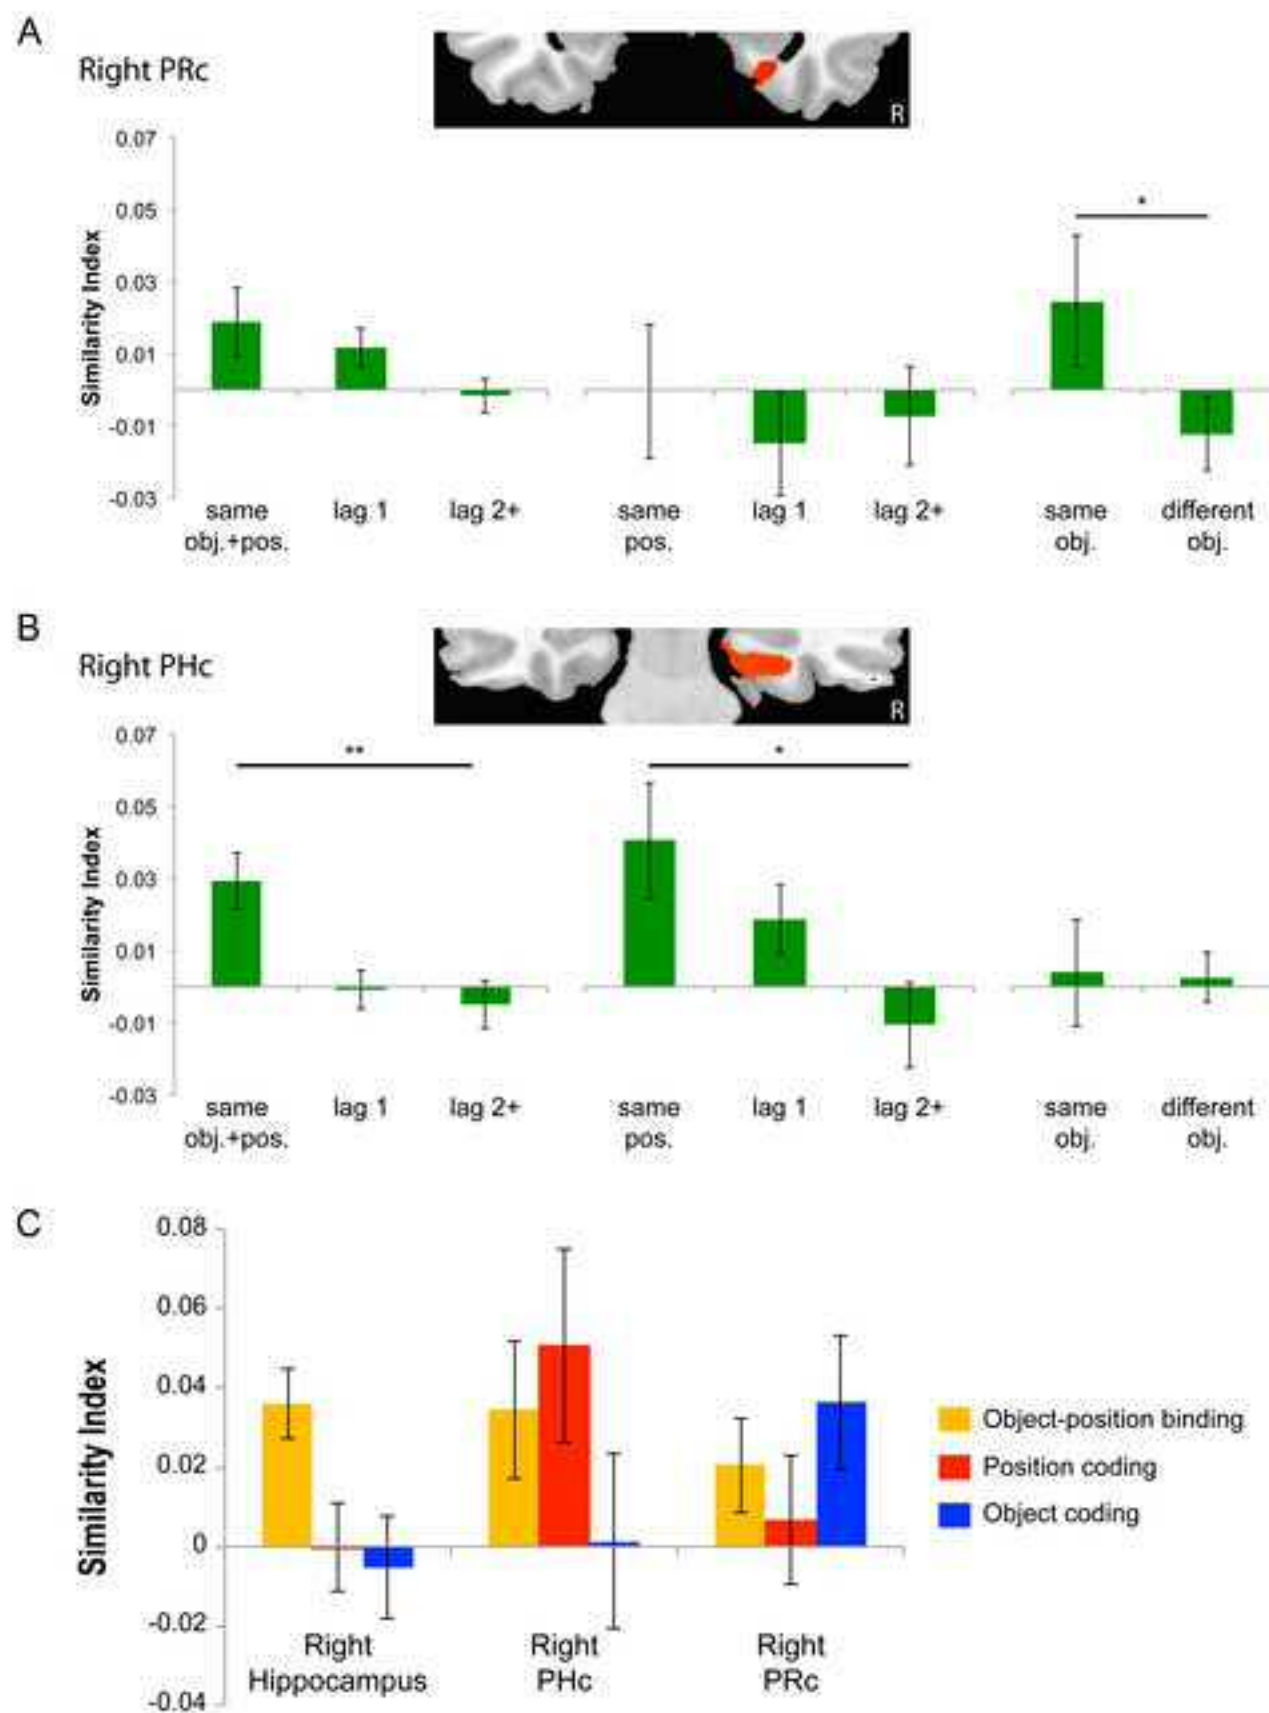 A
Right PRc
R
0.07
0.05
0.03
0.01
-0.01
-0.03
Similarity Index
*
same lag 1 lag 2+ same lag 1 lag 2+ same different
obj.+pos. pos. obj. obj.
B
Right PHc
R
0.07
0.05
0.03
0.01
-0.01
-0.03
Similarity Index
** *
same lag 1 lag 2+ same lag 1 lag 2+ same different
obj.+pos. pos. obj. obj.
C
0.08
0.06
0.04
0.02
0
-0.02
-0.04
Similarity Index
Right Right Right
Hippocampus PHc PRc
Object-position binding
Position coding
Object coding